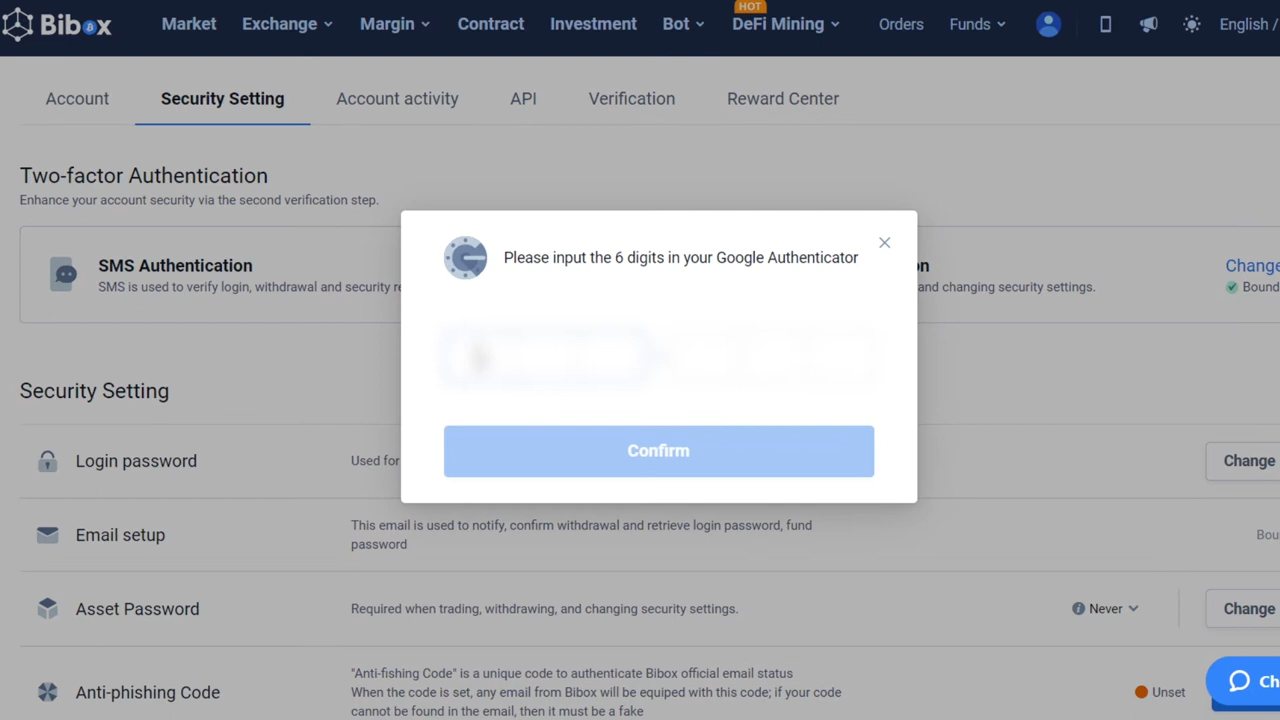 Bibox
Market
Exchange
Margin
Contract
Investment
Bot
HOT
DeFi Mining
Orders
Funds
English /
Account
Security Setting
Account activity
API
Verification
Reward Center
Two-factor Authentication
Enhance your account security via the second verification step.
SMS Authentication
SMS is used to verify login, withdrawal and security
Change
and changing security settings.
Bound
Please input the 6 digits in your Google Authenticator
Confirm
Security Setting
Login password
Used for
Change
Email setup
This email is used to notify, confirm withdrawal and retrieve login password, fund
password
Asset Password
Required when trading, withdrawing, and changing security settings.
Never
Change
Anti-phishing Code
"Anti-fishing Code" is a unique code to authenticate Bibox official email status
When the code is set, any email from Bibox will be equiped with this code; if your code
cannot be found in the email, then it must be a fake
Unset